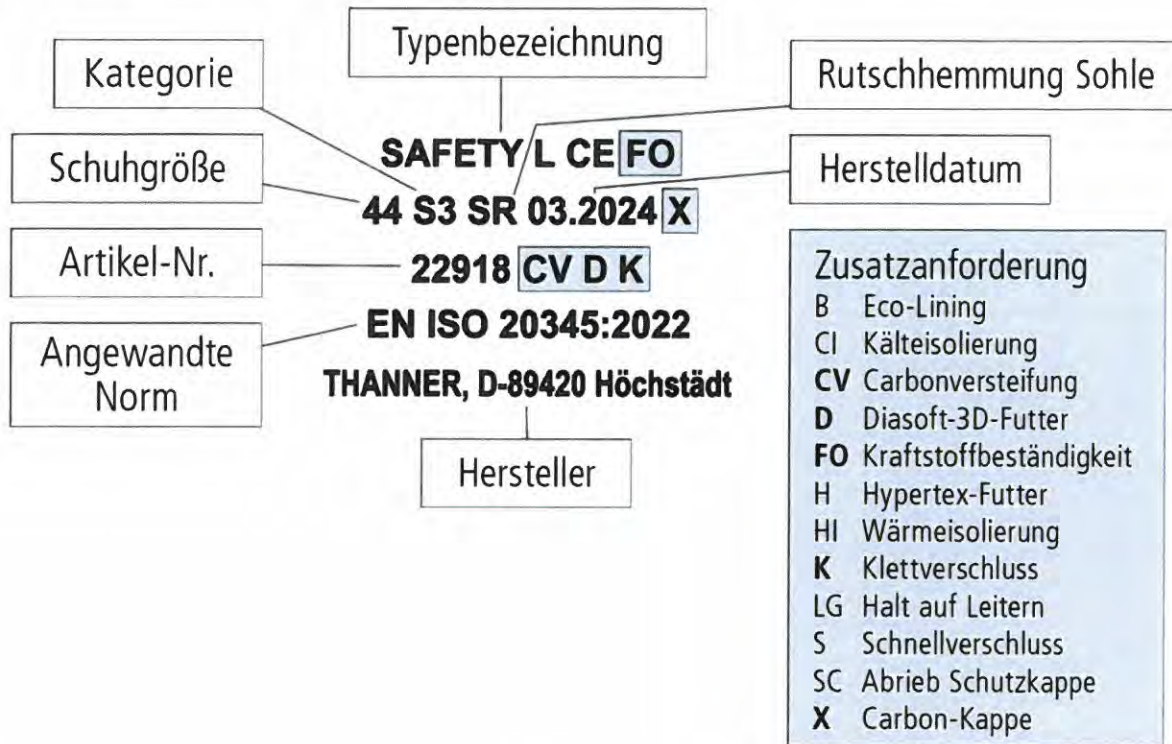 Typenbezeichnung
Kategorie
Rutschhemmung Sohle
SAFETY L CE FO
Schuhgröße
Herstelldatum
44 S3 SR 03.2024 X
Artikel-Nr.
22918 CV D K
Angewandte
Norm
EN ISO 20345:2022
THANNER, D-89420 Höchstädt
Hersteller
Zusatzanforderung
B Eco-Lining
CI Kälteisolierung
CV Carbonversteifung
D Diasoft-3D-Futter
FO Kraftstoffbeständigkeit
H Hypertex-Futter
HI Wärmeisolierung
K Klettverschluss
LG Halt auf Leitern
S Schnellverschluss
SC Abrieb Schutzkappe
X Carbon-Kappe